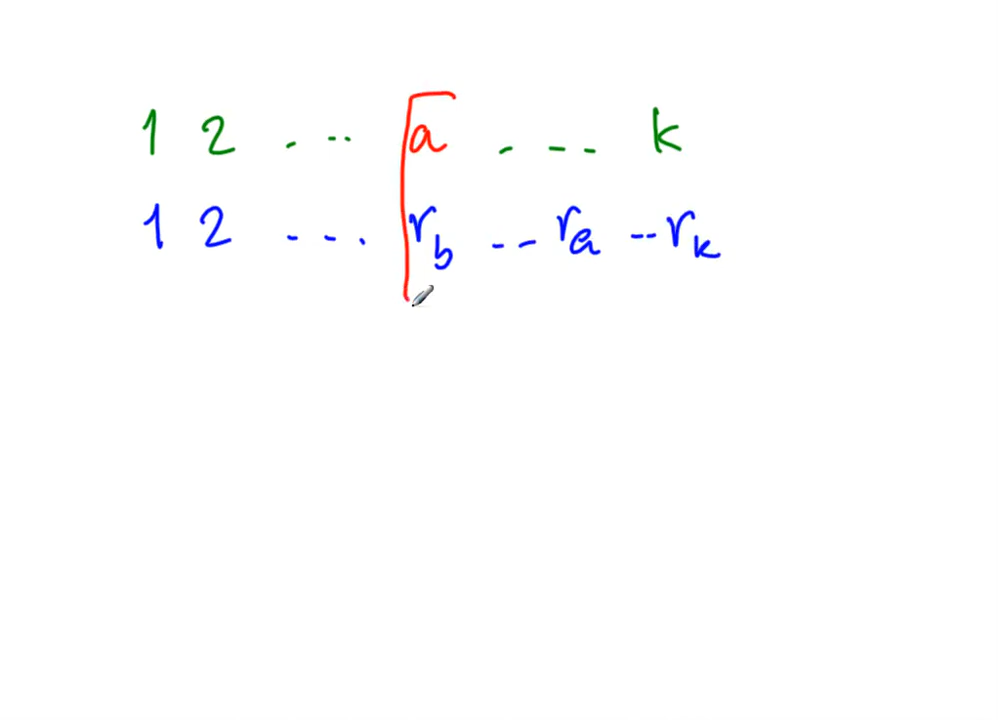 1 2 . -- a . - -- k
1 2 - - . r_b -- r_a -- r_k